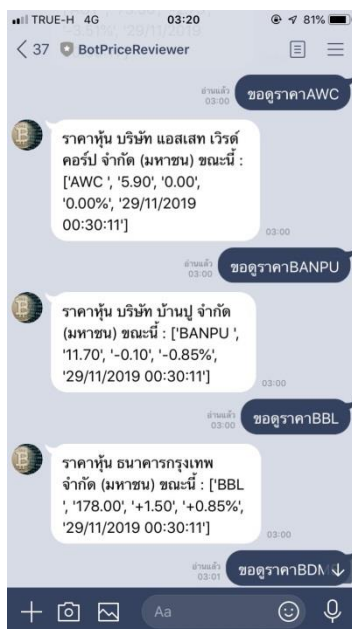 TRUE-H 4G 03:20 81%
37 BotPriceReviewer
อ่านแล้ว
03:00
ขอดูราคาAWC
ราคาหุ้น บริษัท แอสเสท เวิรด์
คอร์ป จำกัด (มหาชน) ขณะนี้ :
['AWC ', '5.90', '0.00',
'0.00%', '29/11/2019
00:30:11']
03:00
อ่านแล้ว
03:00
ขอดูราคาBANPU
ราคาหุ้น บริษัท บ้านปู จำกัด
(มหาชน) ขณะนี้ : ['BANPU ',
'11.70', '-0.10', '-0.85%',
'29/11/2019 00:30:11']
03:00
อ่านแล้ว
03:00
ขอดูราคาBBL
ราคาหุ้น ธนาคารกรุงเทพ
จำกัด (มหาชน) ขณะนี้ : ['BBL
', '178.00', '+1.50', '+0.85%',
'29/11/2019 00:30:11']
03:00
อ่านแล้ว
03:01
ขอดูราคาBDM
Aa